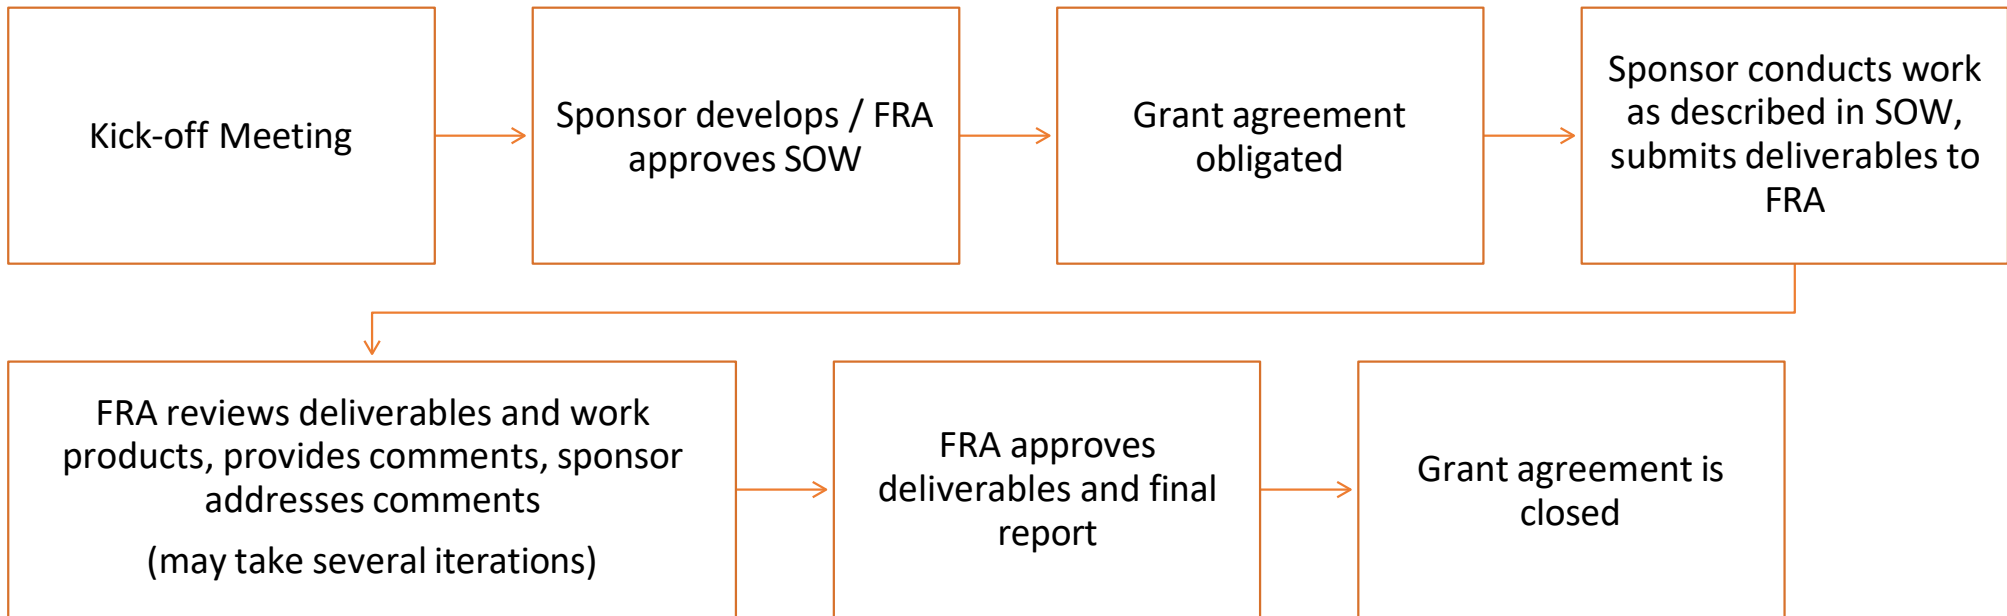 Kick-off Meeting
Sponsor develops / FRA
approves SOW
Grant agreement
obligated
Sponsor conducts work
as described in SOW,
submits deliverables to
FRA
FRA reviews deliverables and work
products, provides comments, sponsor
addresses comments
(may take several iterations)
FRA approves
deliverables and final
report
Grant agreement is
closed